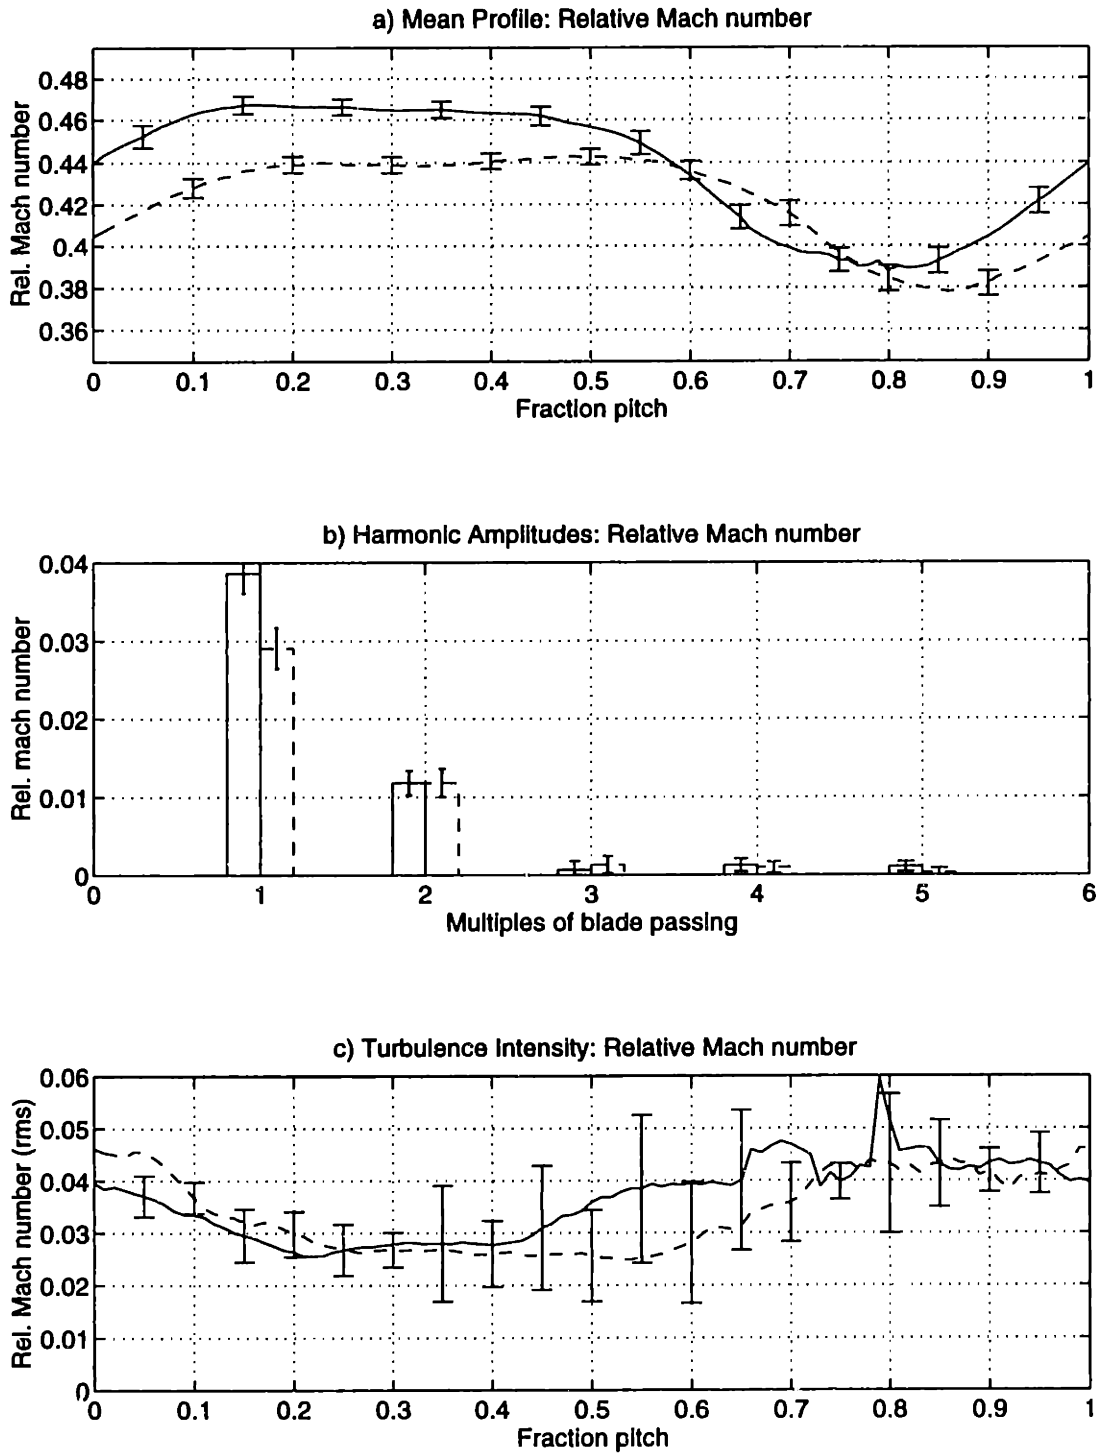 a) Mean Profile: Relative Mach number
Rel. Mach number
0.48
0.46
0.44
0.42
0.4
0.38
0.36
0 0.1 0.2 0.3 0.4 0.5 0.6 0.7 0.8 0.9 1
Fraction pitch
b) Harmonic Amplitudes: Relative Mach number
Rel. mach number
0.04
0.03
0.02
0.01
0
0 1 2 3 4 5 6
Multiples of blade passing
c) Turbulence Intensity: Relative Mach number
Rel. Mach number (rms)
0.06
0.05
0.04
0.03
0.02
0.01
0
0 0.1 0.2 0.3 0.4 0.5 0.6 0.7 0.8 0.9 1
Fraction pitch